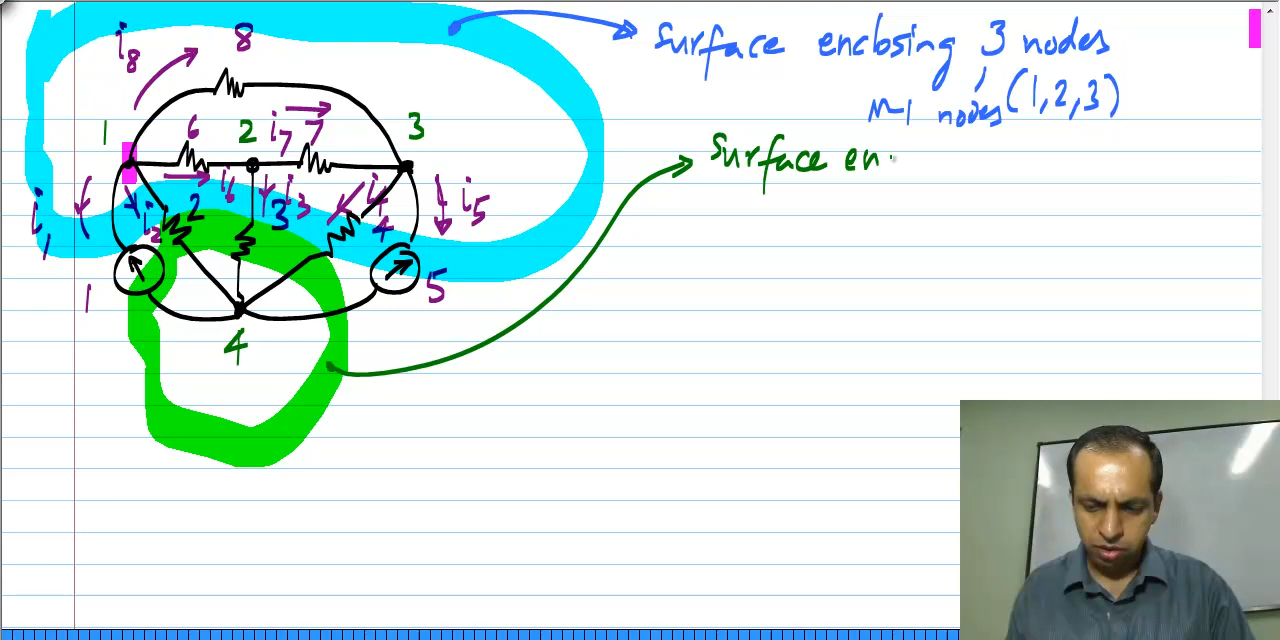 surface enclosing 3 nodes
N-1 nodes (1,2,3)
surface en
i8 8
1 6 2 i7 7 3
i1 i2 2 i6 i3 3 i4 4 i5
1 5
4